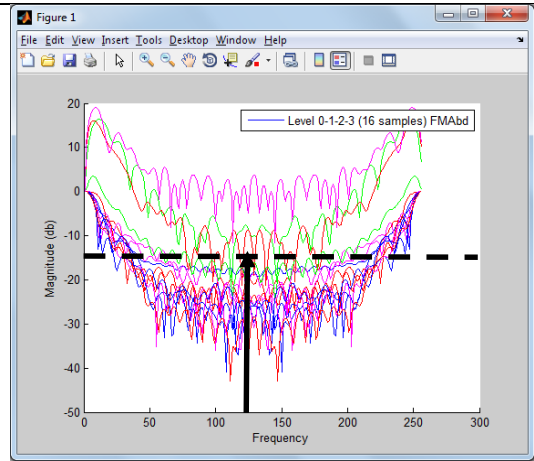 Figure 1
File Edit View Insert Tools Desktop Window Help
20
10
0
-10
-20
-30
-40
-50
Magnitude (db)
Level 0-1-2-3 (16 samples) FMAbd
0 50 100 150 200 250 300
Frequency